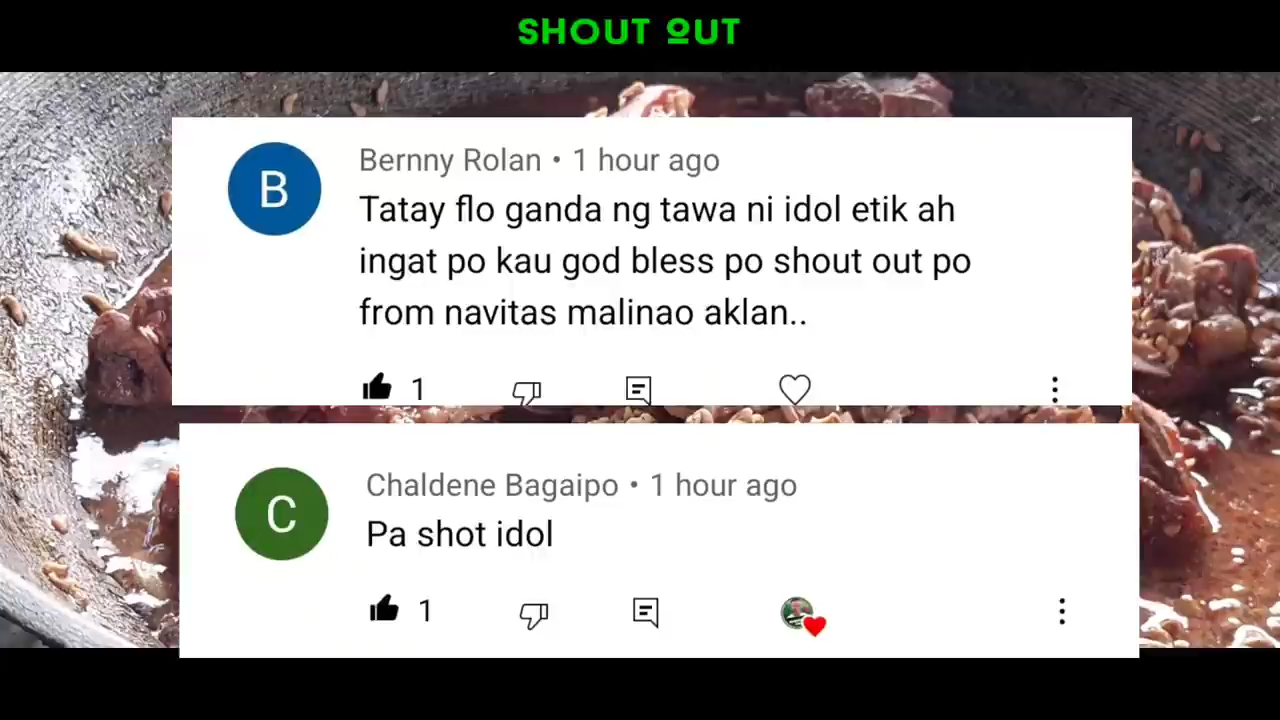 SHOUT OUT
B
Bernny Rolan • 1 hour ago
Tatay flo ganda ng tawa ni idol etik ah
ingat po kau god bless po shout out po
from navitas malinao aklan..
1
C
Chaldene Bagaipo • 1 hour ago
Pa shot idol
1